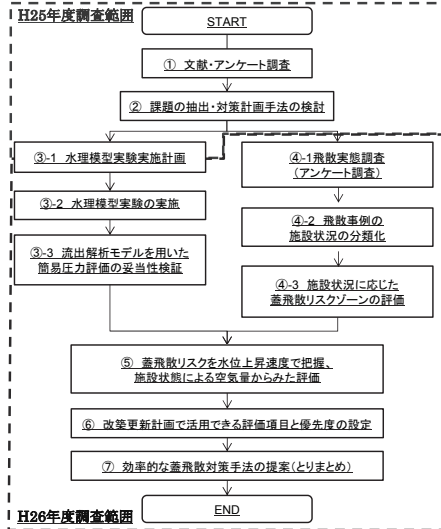 H25年度調査範囲
START
① 文献・アンケート調査
② 課題の抽出・対策計画手法の検討
③-1 水理模型実験実施計画
③-2 水理模型実験の実施
③-3 流出解析モデルを用いた
簡易圧力評価の妥当性検証
④-1飛散実態調査
(アンケート調査)
④-2 飛散事例の
施設状況の分類化
④-3 施設状況に応じた
蓋飛散リスクゾーンの評価
⑤ 蓋飛散リスクを水位上昇速度で把握、
施設状態による空気量からみた評価
⑥ 改築更新計画で活用できる評価項目と優先度の設定
⑦ 効率的な蓋飛散対策手法の提案(とりまとめ)
END
H26年度調査範囲